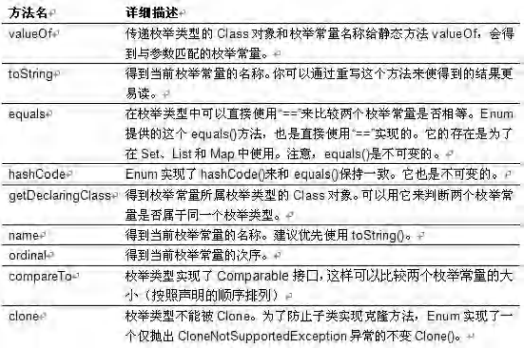 方法名 详细描述
valueOf 传递枚举类型的 Class 对象和枚举常量名称给静态方法 valueOf，会得
到与参数匹配的枚举常量。
toString 得到当前枚举常量的名称。你可以通过重写这个方法来使得到的结果更
易读。
equals 在枚举类型中可以直接使用“==”来比较两个枚举常量是否相等。Enum
提供的这个 equals()方法，也是直接使用“==”实现的。它的存在是为了
在 Set、List 和 Map 中使用。注意，equals()是不可变的。
hashCode Enum 实现了 hashCode()来和 equals()保持一致。它也是不可变的。
getDeclaringClass 得到枚举常量所属枚举类型的 Class 对象。可以用它来判断两个枚举常
量是否属于同一个枚举类型。
name 得到当前枚举常量的名称。建议优先使用 toString()。
ordinal 得到当前枚举常量的次序。
compareTo 枚举类型实现了 Comparable 接口，这样可以比较两个枚举常量的大
小（按照声明的顺序排列）
clone 枚举类型不能被 Clone。为了防止子类实现克隆方法，Enum 实现了一
个仅抛出 CloneNotSupportedException 异常的不变 Clone()。